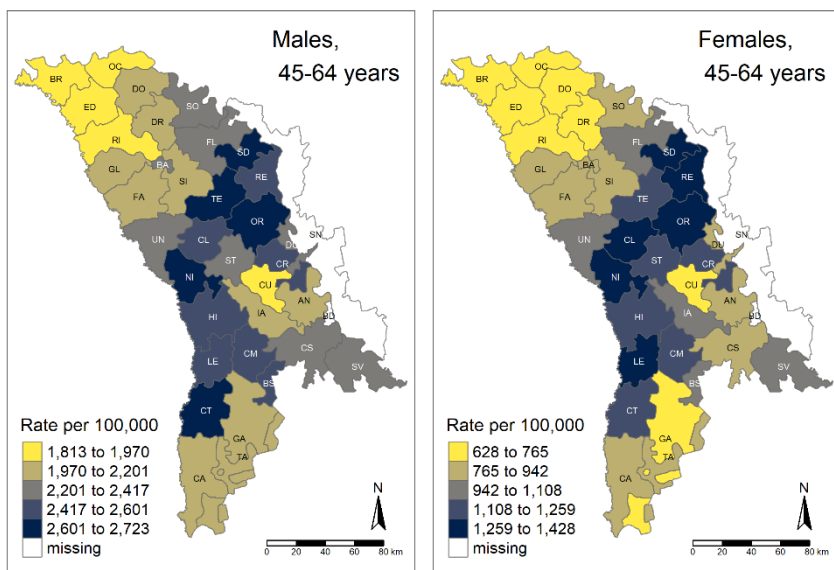 Males,
45-64 years
BR
OC
DO
ED
SO
DR
RI
FL
SD
BA
GL
RE
SI
FA
TE
OR
UN
CL
SN
DU
ST
CR
NI
CU
AN
HI
IA
BD
LE
CM
CS
SV
BS
CT
GA
TA
CA
Rate per 100,000
1,813 to 1,970
1,970 to 2,201
2,201 to 2,417
2,417 to 2,601
2,601 to 2,723
missing
N
0 20 40 60 80 km
Females,
45-64 years
BR
OC
DO
ED
SO
DR
RI
FL
SD
BA
GL
RE
SI
FA
TE
OR
UN
CL
SN
DU
ST
CR
NI
CU
AN
HI
IA
BD
LE
CM
CS
SV
BS
CT
GA
TA
CA
Rate per 100,000
628 to 765
765 to 942
942 to 1,108
1,108 to 1,259
1,259 to 1,428
missing
N
0 20 40 60 80 km